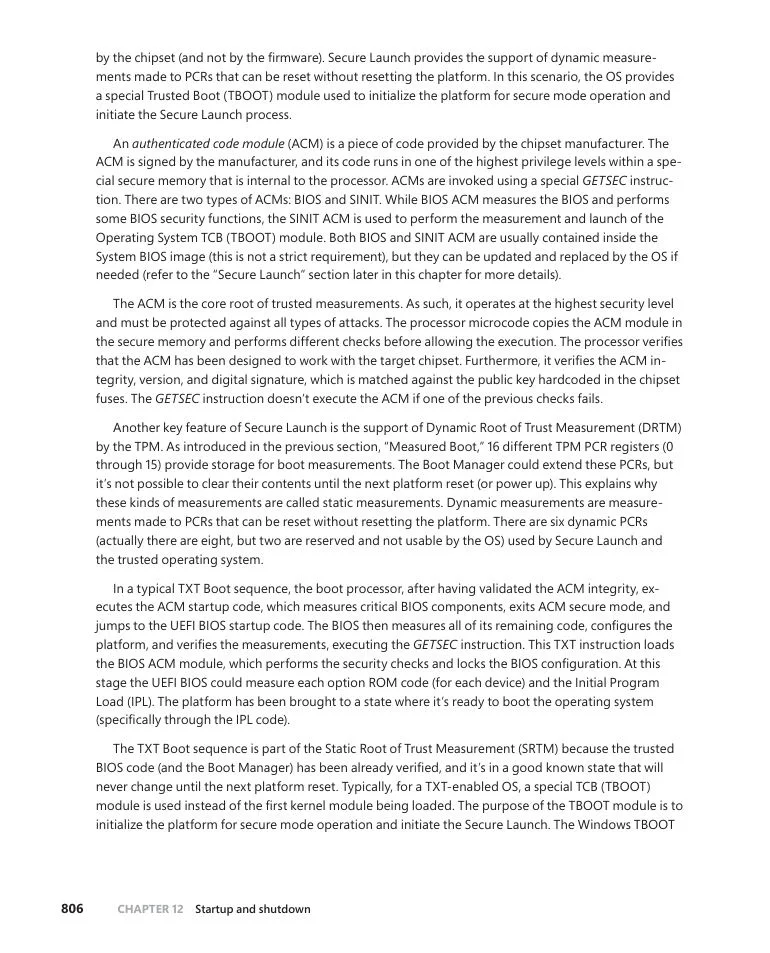 by the chipset (and not by the firmware). Secure Launch provides the support of dynamic measure-
ments made to PCRs that can be reset without resetting the platform. In this scenario, the OS provides
a special Trusted Boot (TBOOT) module used to initialize the platform for secure mode operation and
initiate the Secure Launch process.
An authenticated code module (ACM) is a piece of code provided by the chipset manufacturer. The
ACM is signed by the manufacturer, and its code runs in one of the highest privilege levels within a spe-
cial secure memory that is internal to the processor. ACMs are invoked using a special GETSEC instruc-
tion. There are two types of ACMs: BIOS and SINIT. While BIOS ACM measures the BIOS and performs
some BIOS security functions, the SINIT ACM is used to perform the measurement and launch of the
Operating System TCB (TBOOT) module. Both BIOS and SINIT ACM are usually contained inside the
System BIOS image (this is not a strict requirement), but they can be updated and replaced by the OS if
needed (refer to the “Secure Launch” section later in this chapter for more details).
The ACM is the core root of trusted measurements. As such, it operates at the highest security level
and must be protected against all types of attacks. The processor microcode copies the ACM module in
the secure memory and performs different checks before allowing the execution. The processor verifies
that the ACM has been designed to work with the target chipset. Furthermore, it verifies the ACM in-
tegrity, version, and digital signature, which is matched against the public key hardcoded in the chipset
fuses. The GETSEC instruction doesn’t execute the ACM if one of the previous checks fails.
Another key feature of Secure Launch is the support of Dynamic Root of Trust Measurement (DRTM)
by the TPM. As introduced in the previous section, “Measured Boot,” 16 different TPM PCR registers (0
through 15) provide storage for boot measurements. The Boot Manager could extend these PCRs, but
it’s not possible to clear their contents until the next platform reset (or power up). This explains why
these kinds of measurements are called static measurements. Dynamic measurements are measure-
ments made to PCRs that can be reset without resetting the platform. There are six dynamic PCRs
(actually there are eight, but two are reserved and not usable by the OS) used by Secure Launch and
the trusted operating system.
In a typical TXT Boot sequence, the boot processor, after having validated the ACM integrity, ex-
ecutes the ACM startup code, which measures critical BIOS components, exits ACM secure mode, and
jumps to the UEFI BIOS startup code. The BIOS then measures all of its remaining code, configures the
platform, and verifies the measurements, executing the GETSEC instruction. This TXT instruction loads
the BIOS ACM module, which performs the security checks and locks the BIOS configuration. At this
stage the UEFI BIOS could measure each option ROM code (for each device) and the Initial Program
Load (IPL). The platform has been brought to a state where it’s ready to boot the operating system
(specifically through the IPL code).
The TXT Boot sequence is part of the Static Root of Trust Measurement (SRTM) because the trusted
BIOS code (and the Boot Manager) has been already verified, and it’s in a good known state that will
never change until the next platform reset. Typically, for a TXT-enabled OS, a special TCB (TBOOT)
module is used instead of the first kernel module being loaded. The purpose of the TBOOT module is to
initialize the platform for secure mode operation and initiate the Secure Launch. The Windows TBOOT
806 CHAPTER 12 Startup and shutdown